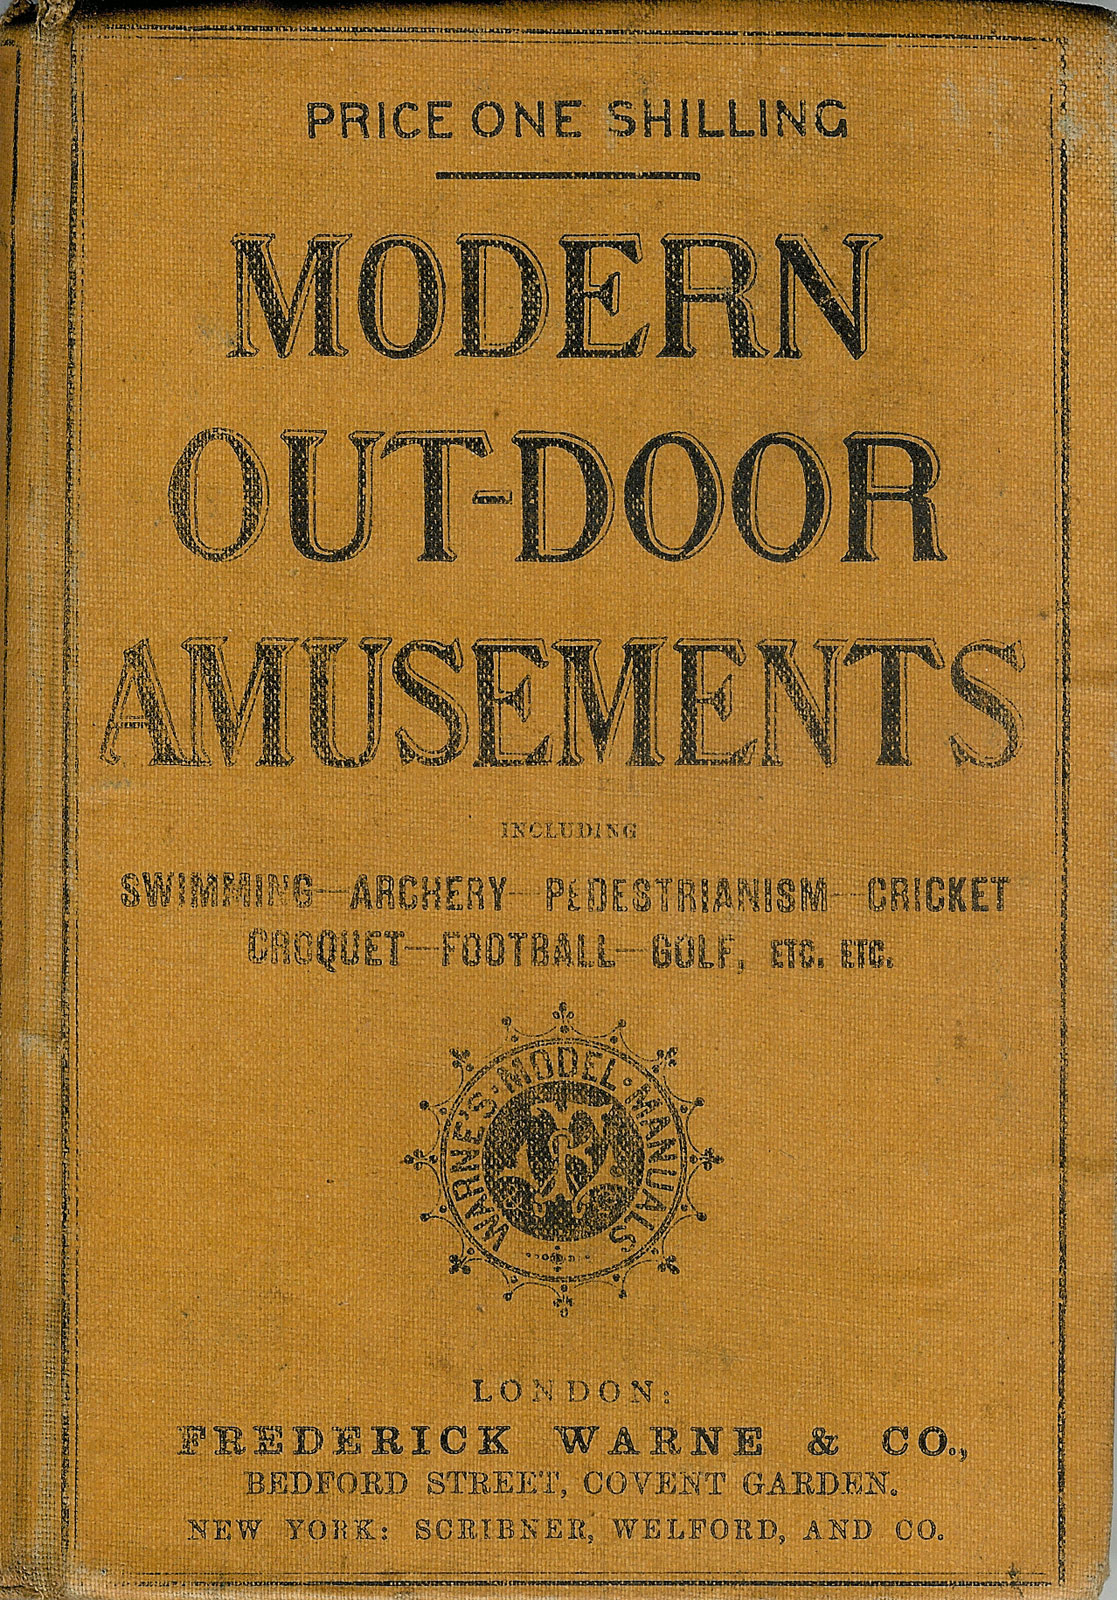 PRICE ONE SHILLING
MODERN
OUT-DOOR
AMUSEMENTS
INCLUDING
SWIMMING—ARCHERY—PEDESTRIANISM—CRICKET
CROQUET—FOOTBALL—GOLF, ETC. ETC.
WARNE'S · MODEL · MANUALS
LONDON:
FREDERICK WARNE & CO.,
BEDFORD STREET, COVENT GARDEN.
NEW YORK: SCRIBNER, WELFORD, AND CO.